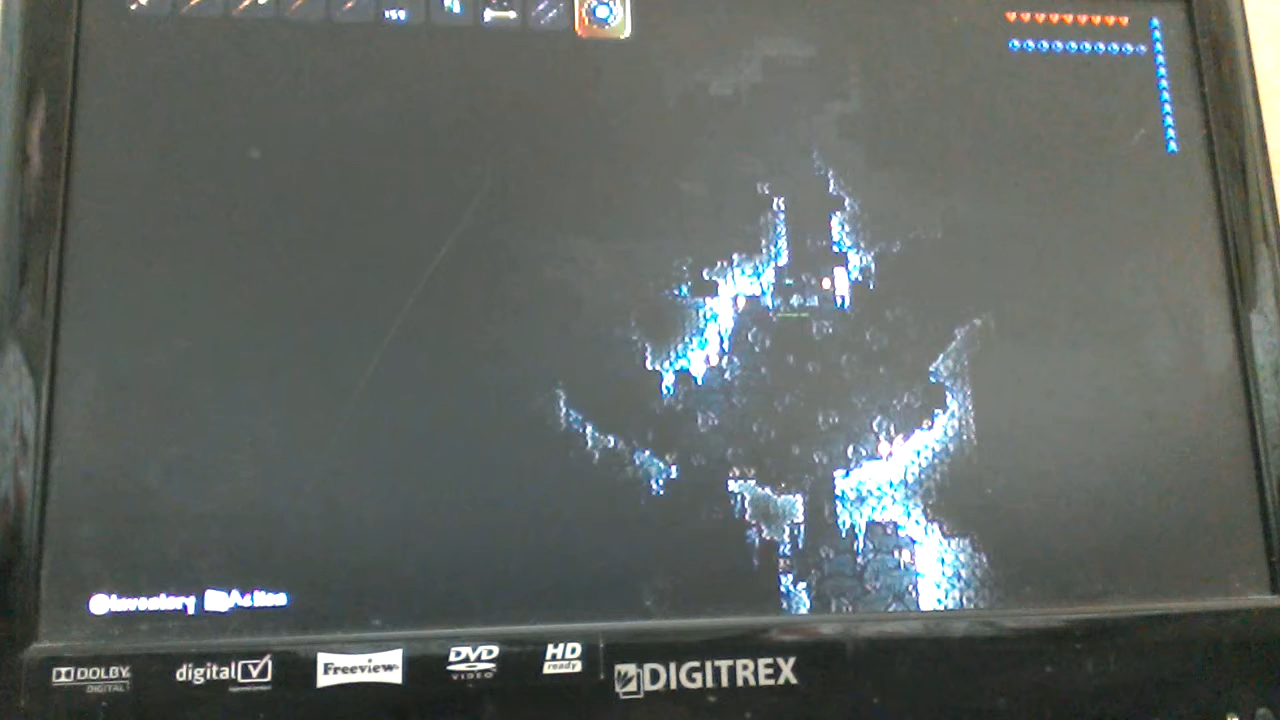 Inventory Action
DOLBY
DIGITAL
digital
Freeview
DVD
VIDEO
HD
ready
DIGITREX